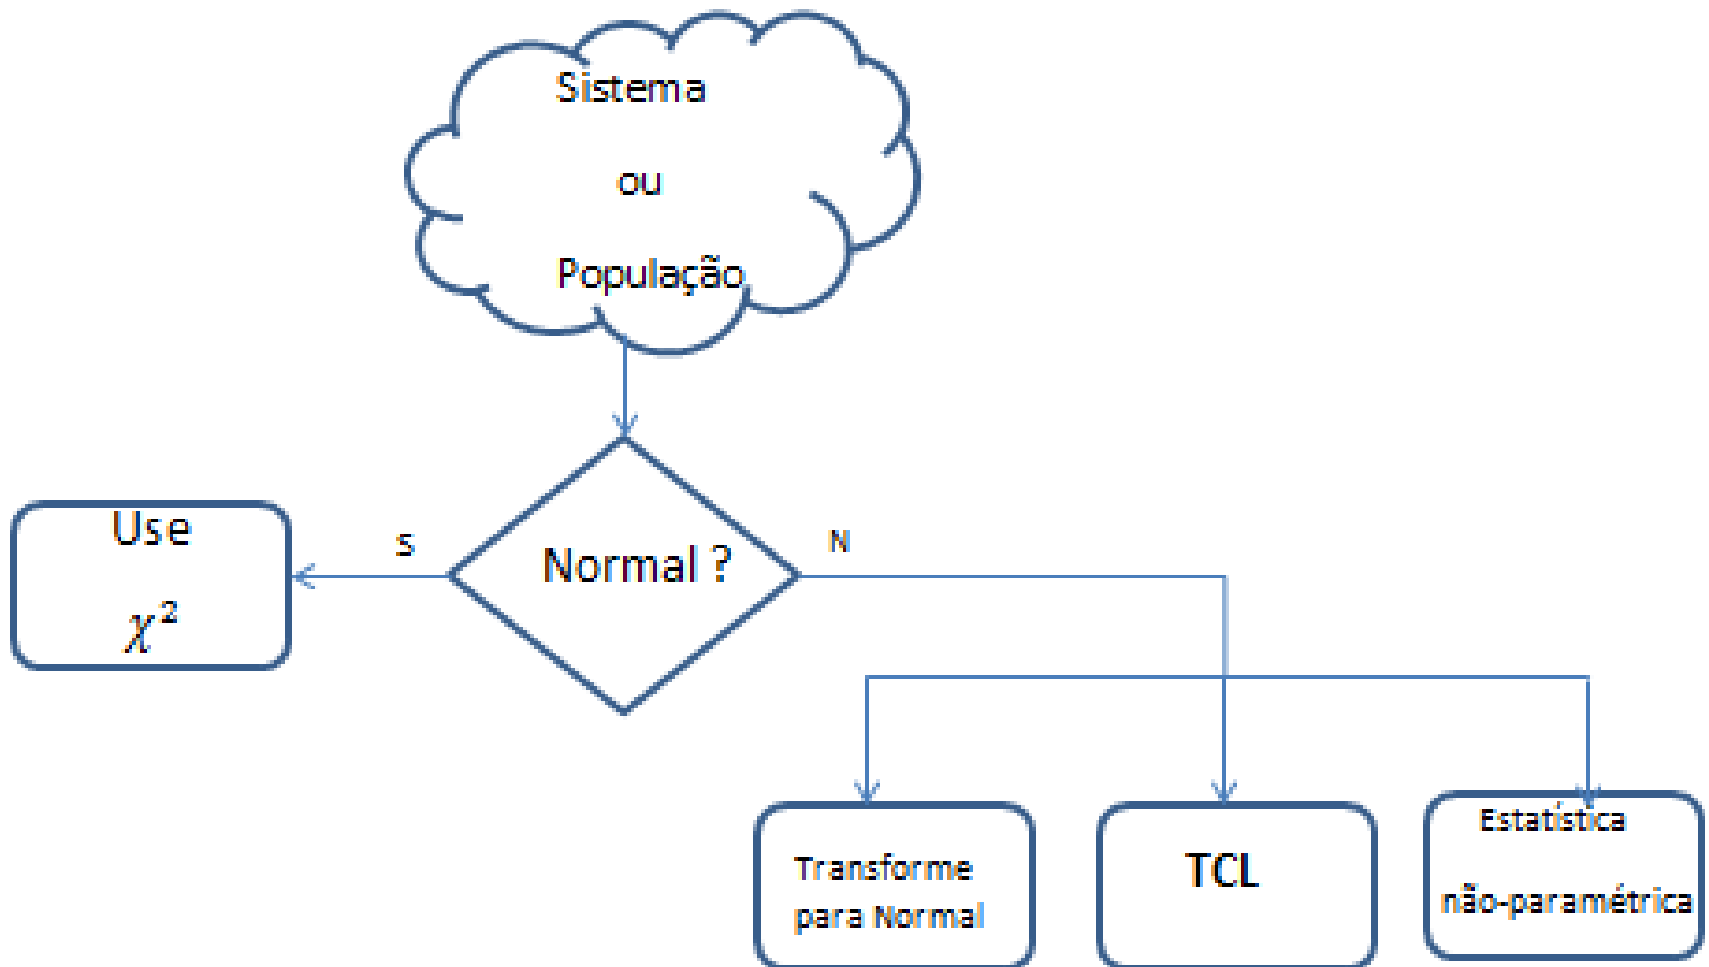 Sistema
ou
População
Normal ?
S
N
Use
χ²
Transforme
para Normal
TCL
Estatística
não-paramétrica